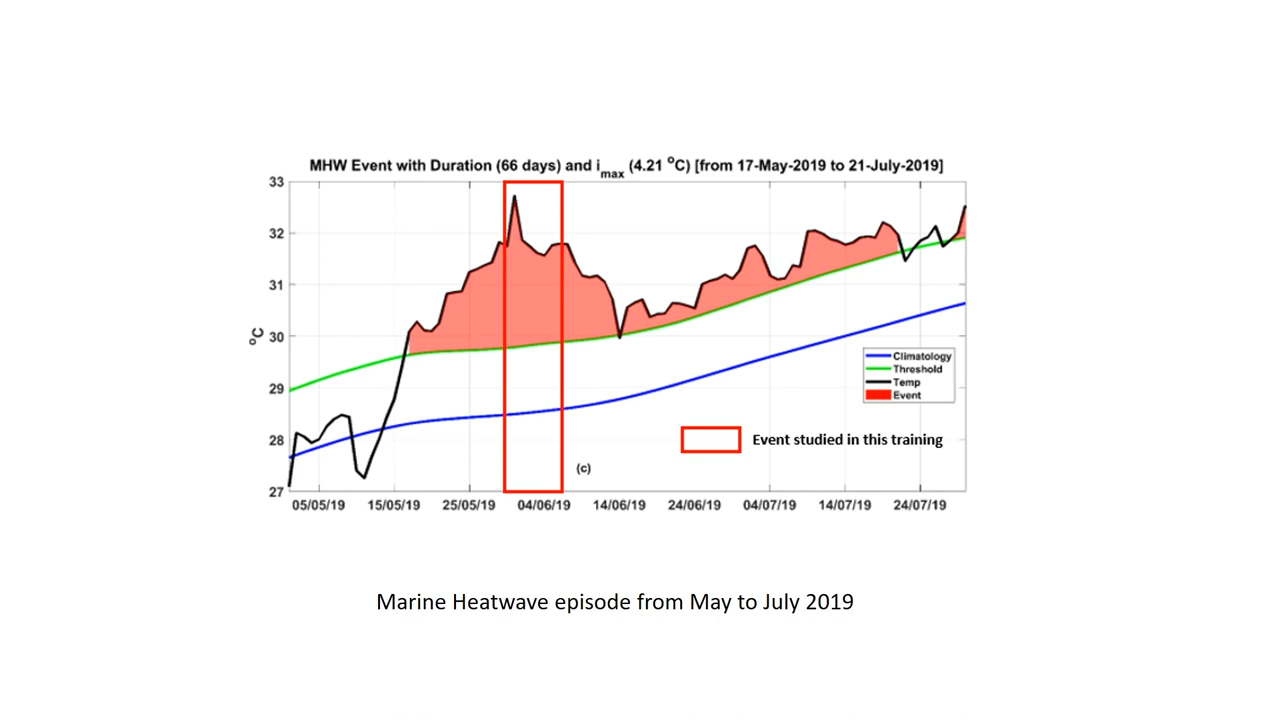 MHW Event with Duration (66 days) and imax (4.21 °C) [from 17-May-2019 to 21-July-2019]
33
32
31
30
29
28
27
°C
Climatology
Threshold
Temp
Event
Event studied in this training
(c)
05/05/19 15/05/19 25/05/19 04/06/19 14/06/19 24/06/19 04/07/19 14/07/19 24/07/19
Marine Heatwave episode from May to July 2019